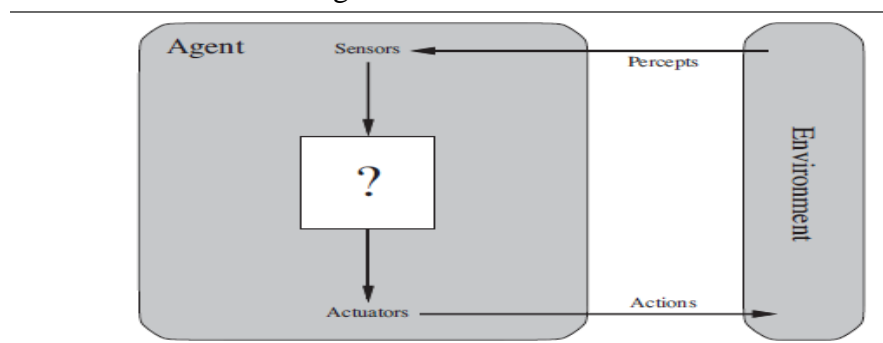 Agent
Sensors
Percepts
?
Environment
Actuators
Actions